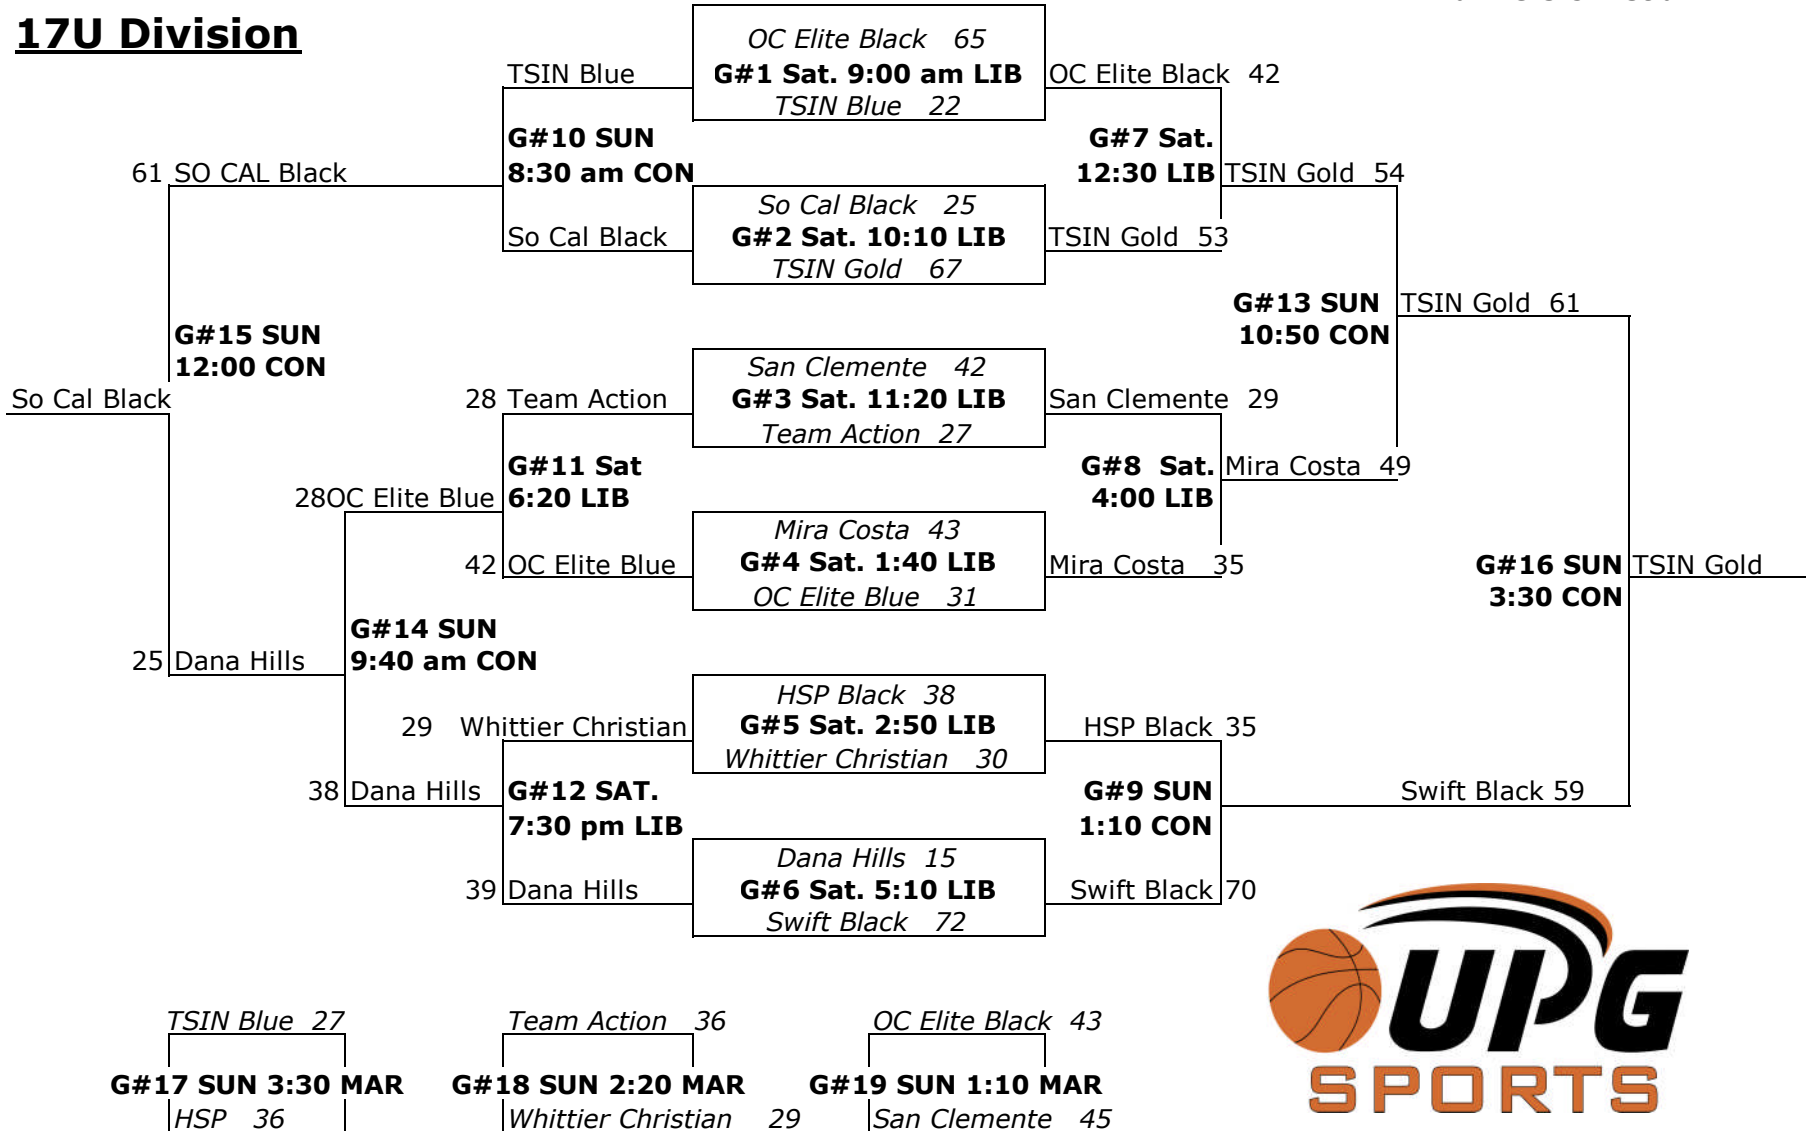 17U Division
OC Elite Black 65
TSIN Blue
G#1 Sat. 9:00 am LIB
OC Elite Black 42
TSIN Blue 22
G#10 SUN
G#7 Sat.
61 SO CAL Black
8:30 am CON
12:30 LIB
TSIN Gold 54
So Cal Black 25
So Cal Black
G#2 Sat. 10:10 LIB
TSIN Gold 53
TSIN Gold 67
G#13 SUN
TSIN Gold 61
G#15 SUN
10:50 CON
12:00 CON
San Clemente 42
So Cal Black
28 Team Action
G#3 Sat. 11:20 LIB
San Clemente 29
Team Action 27
G#11 Sat
G#8 Sat.
Mira Costa 49
28OC Elite Blue
6:20 LIB
4:00 LIB
Mira Costa 43
42 OC Elite Blue
G#4 Sat. 1:40 LIB
Mira Costa 35
G#16 SUN
TSIN Gold
OC Elite Blue 31
3:30 CON
G#14 SUN
25 Dana Hills
9:40 am CON
HSP Black 38
29 Whittier Christian
G#5 Sat. 2:50 LIB
HSP Black 35
Whittier Christian 30
38 Dana Hills
G#12 SAT.
G#9 SUN
Swift Black 59
7:30 pm LIB
1:10 CON
Dana Hills 15
39 Dana Hills
G#6 Sat. 5:10 LIB
Swift Black 70
Swift Black 72
UPG
SPORTS
TSIN Blue 27
Team Action 36
OC Elite Black 43
G#17 SUN 3:30 MAR
G#18 SUN 2:20 MAR
G#19 SUN 1:10 MAR
HSP 36
Whittier Christian 29
San Clemente 45